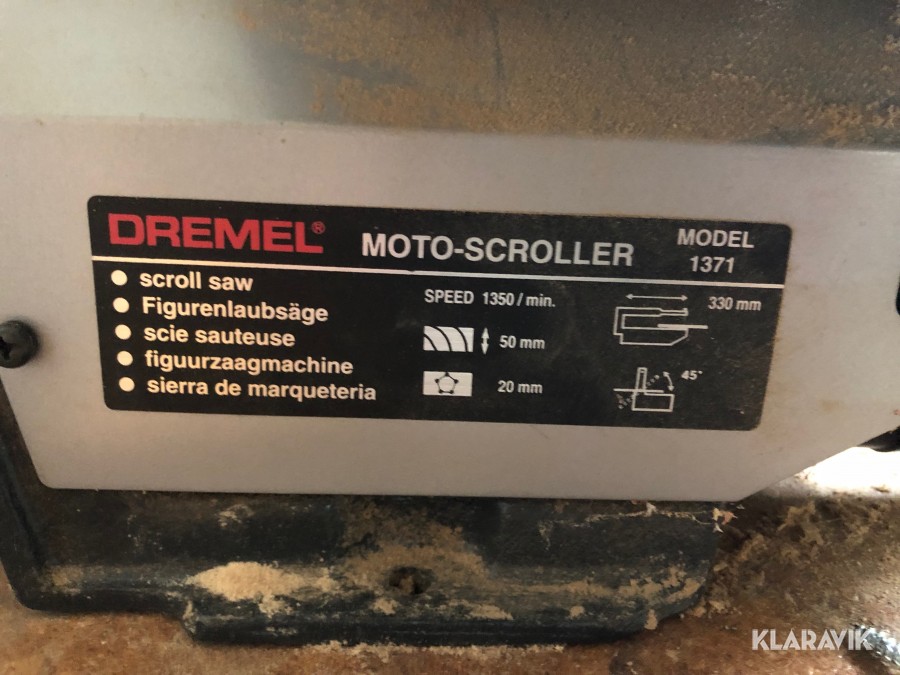 DREMEL®
MOTO-SCROLLER
MODEL
1371
• scroll saw
• Figurenlaubsäge
• scie sauteuse
• figuurzaagmachine
• sierra de marqueteria
SPEED 1350 / min.
50 mm
20 mm
330 mm
45°
KLARAVIK